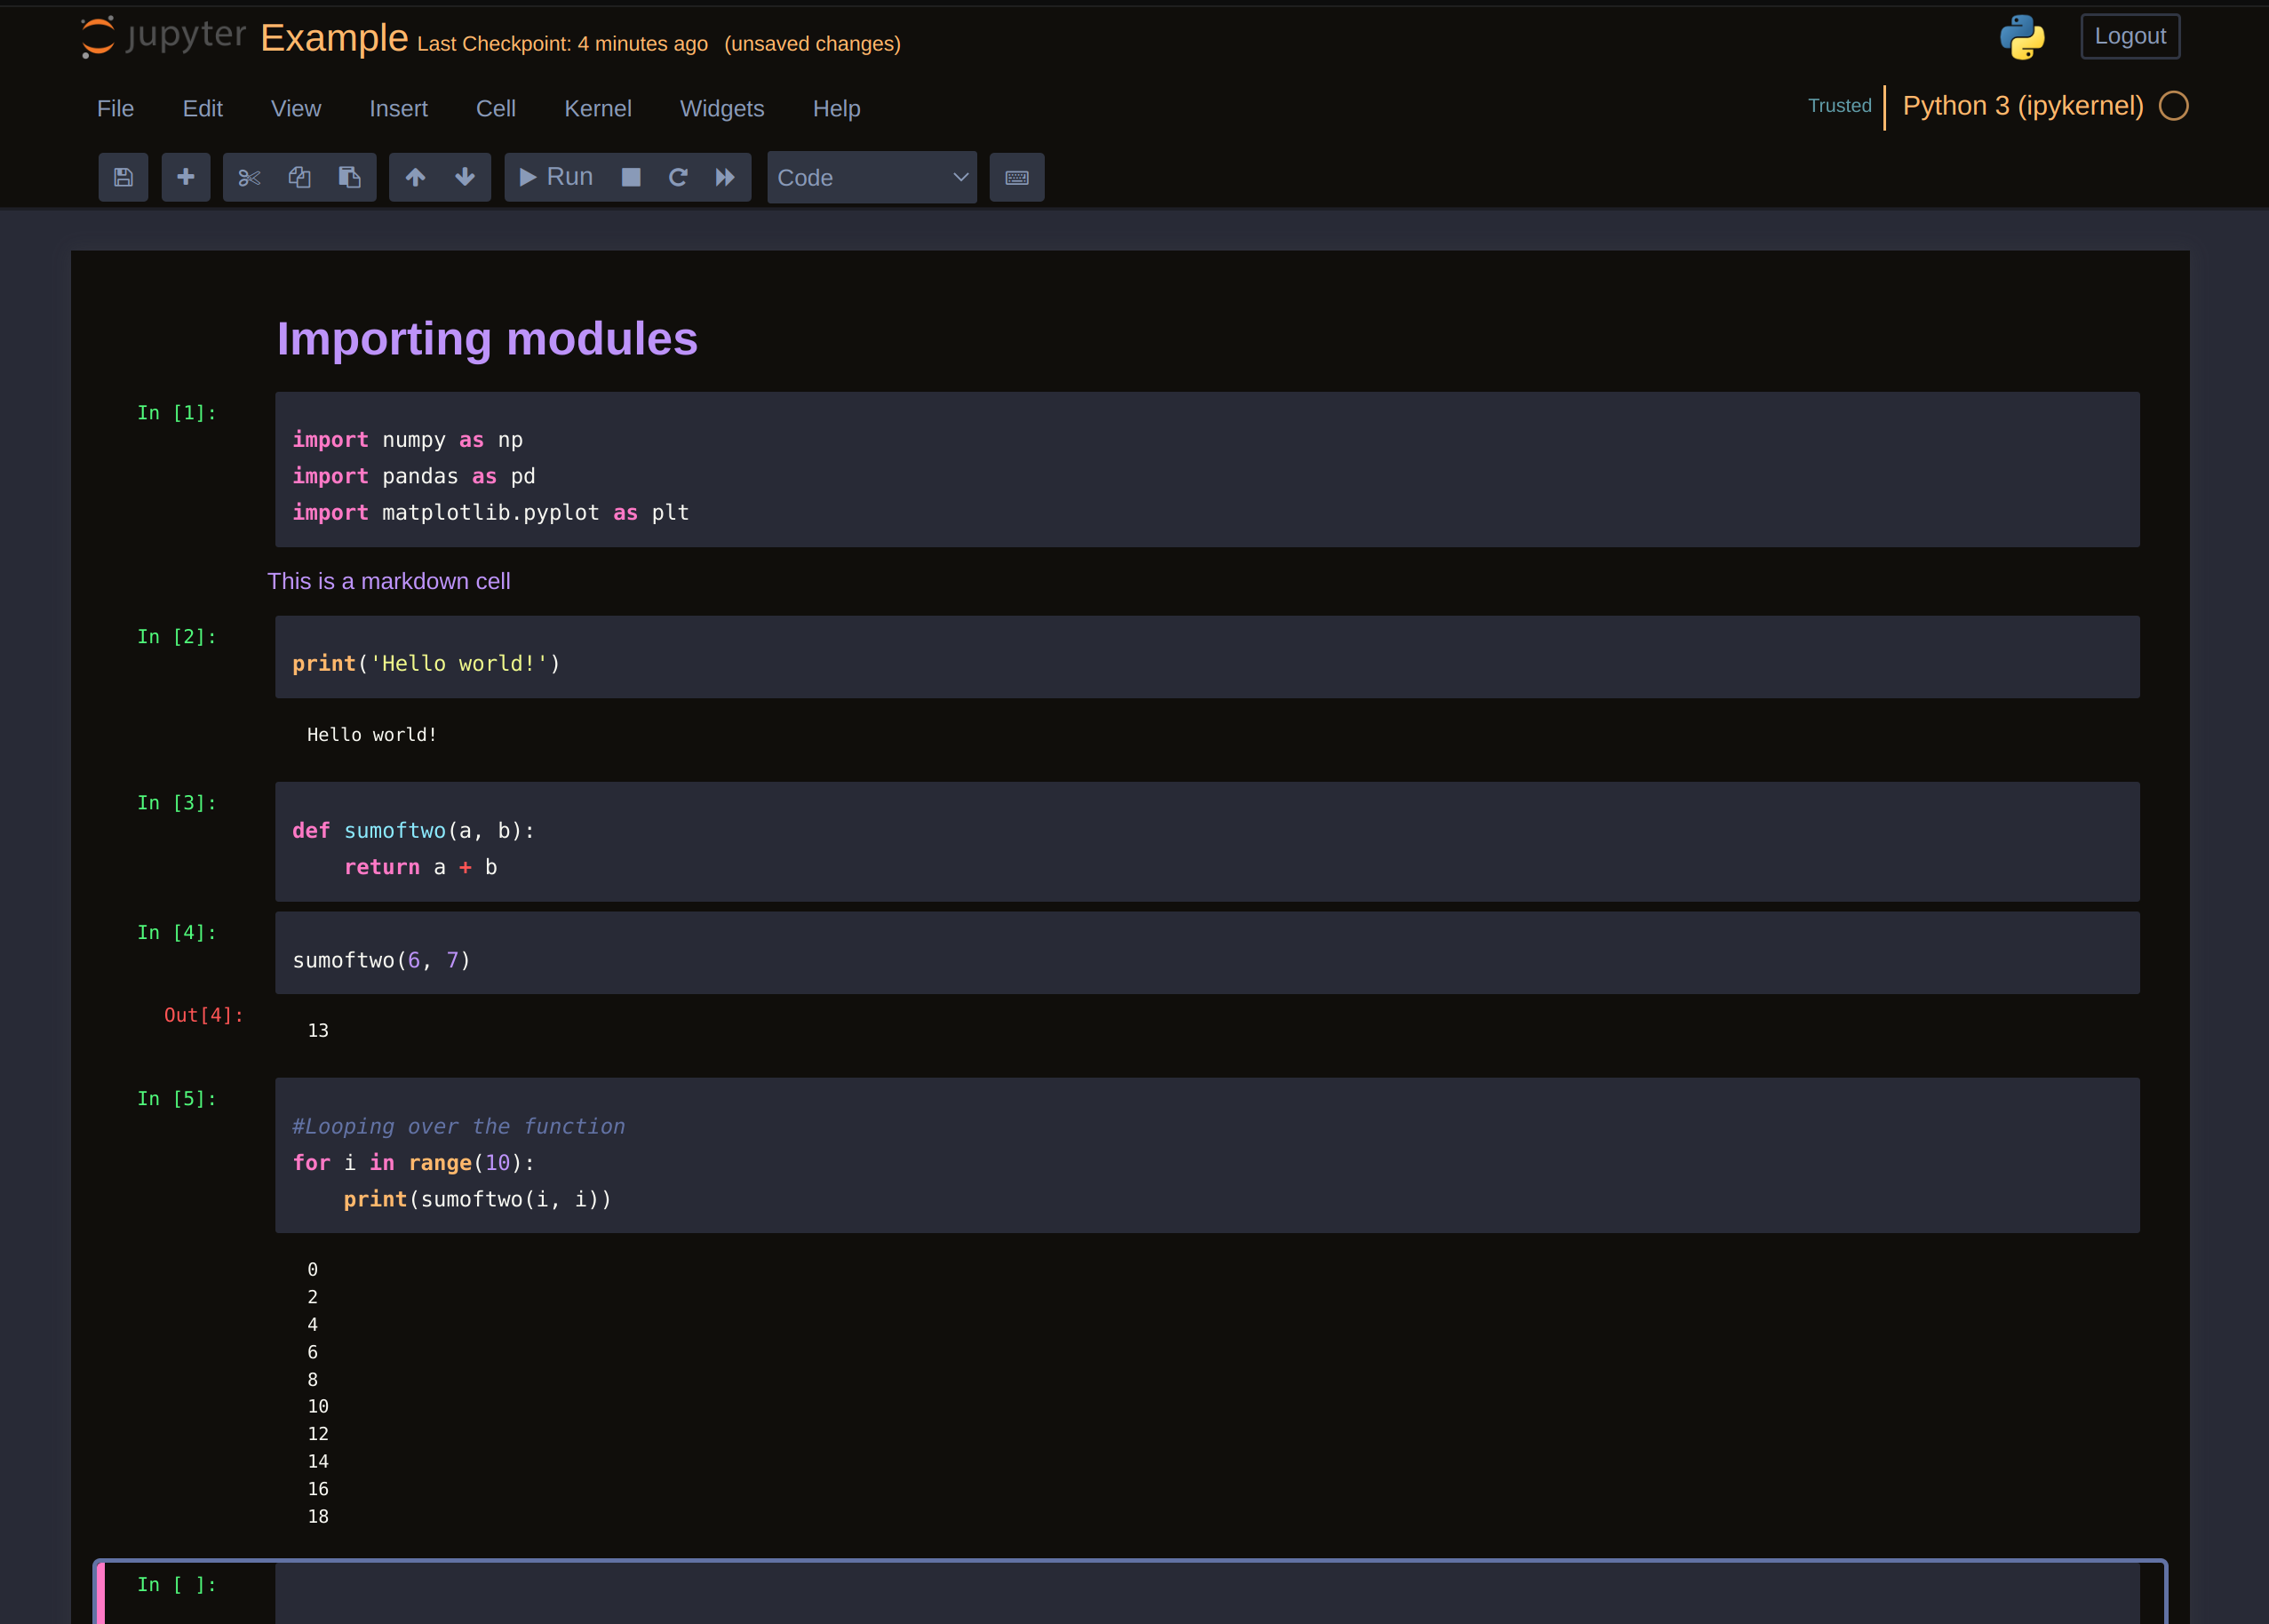 jupyter Example Last Checkpoint: 4 minutes ago (unsaved changes) Logout
File Edit View Insert Cell Kernel Widgets Help Trusted Python 3 (ipykernel)
Run Code
Importing modules
In [1]:
import numpy as np
import pandas as pd
import matplotlib.pyplot as plt
This is a markdown cell
In [2]:
print('Hello world!')
Hello world!
In [3]:
def sumoftwo(a, b):
    return a + b
In [4]:
sumoftwo(6, 7)
Out[4]:
13
In [5]:
#Looping over the function
for i in range(10):
    print(sumoftwo(i, i))
0
2
4
6
8
10
12
14
16
18
In [ ]: